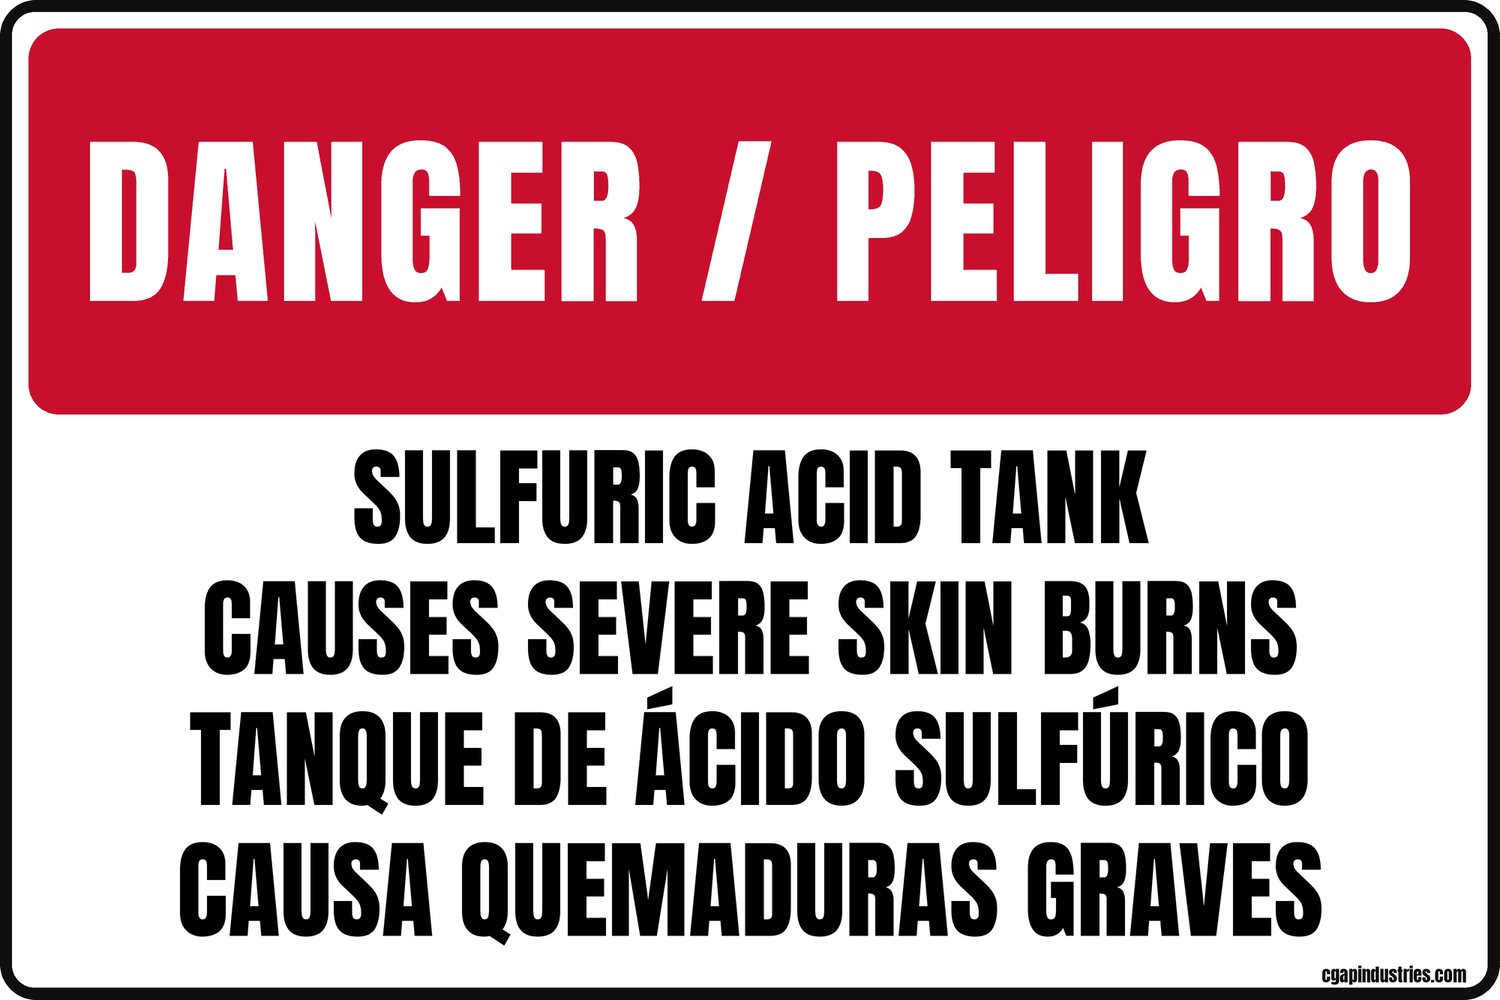 DANGER / PELIGRO
SULFURIC ACID TANK
CAUSES SEVERE SKIN BURNS
TANQUE DE ÁCIDO SULFÚRICO
CAUSA QUEMADURAS GRAVES
cgapindustries.com